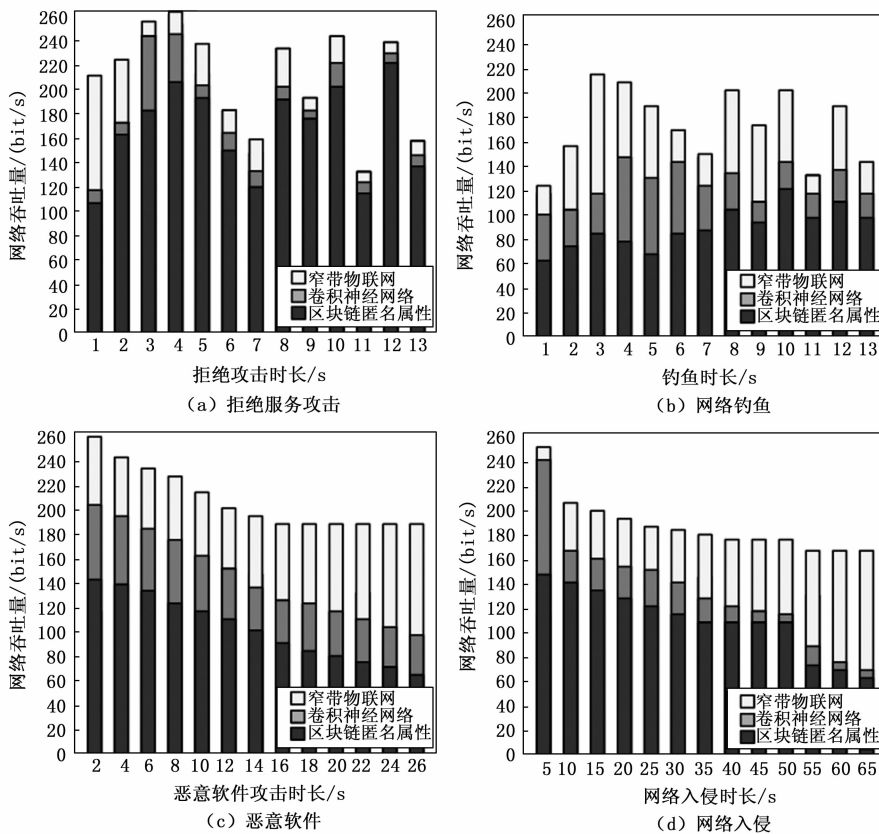 网络吞吐量/(bit/s)
260
240
220
200
180
160
140
120
100
80
60
40
20
0
窄带物联网
卷积神经网络
区块链匿名属性
1 2 3 4 5 6 7 8 9 10 11 12 13
拒绝攻击时长/s
(a) 拒绝服务攻击
网络吞吐量/(bit/s)
260
240
220
200
180
160
140
120
100
80
60
40
20
0
窄带物联网
卷积神经网络
区块链匿名属性
1 2 3 4 5 6 7 8 9 10 11 12 13
钓鱼时长/s
(b) 网络钓鱼
网络吞吐量/(bit/s)
260
240
220
200
180
160
140
120
100
80
60
40
20
0
窄带物联网
卷积神经网络
区块链匿名属性
2 4 6 8 10 12 14 16 18 20 22 24 26
恶意软件攻击时长/s
(c) 恶意软件
网络吞吐量/(bit/s)
260
240
220
200
180
160
140
120
100
80
60
40
20
0
窄带物联网
卷积神经网络
区块链匿名属性
5 10 15 20 25 30 35 40 45 50 55 60 65
网络入侵时长/s
(d) 网络入侵